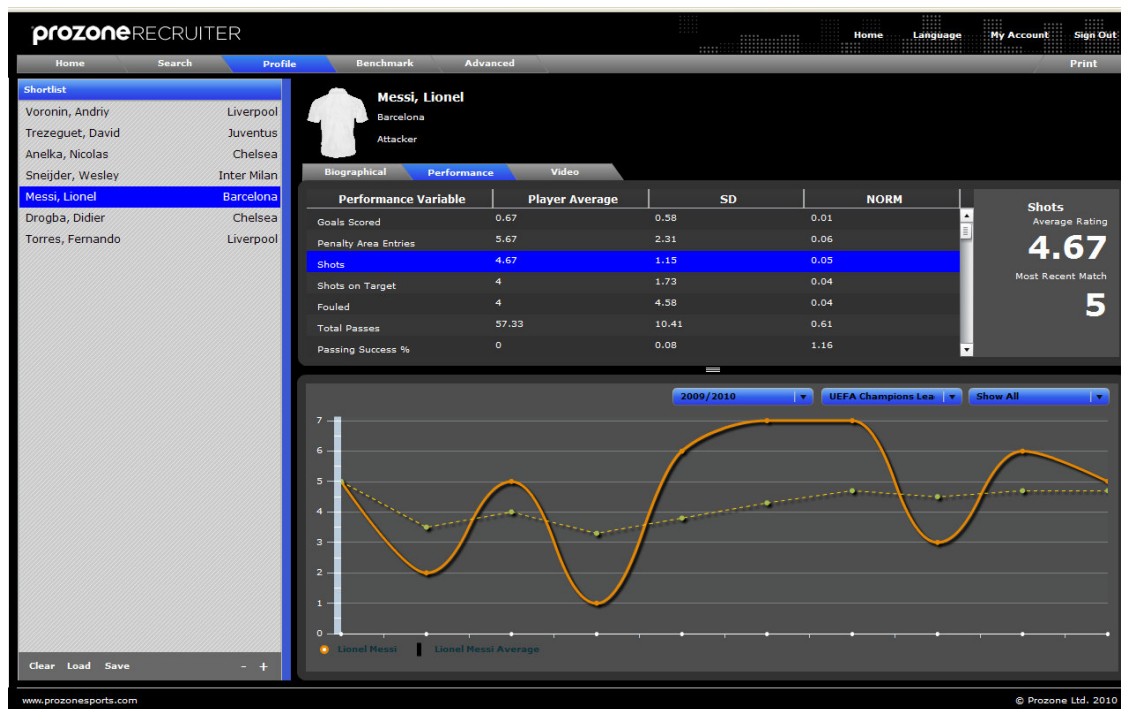 prozone RECRUITER
Home Language My Account Sign Out
Home Search Profile Benchmark Advanced Print
Shortlist
Voronin, Andriy Liverpool
Trezeguet, David Juventus
Anelka, Nicolas Chelsea
Sneijder, Wesley Inter Milan
Messi, Lionel Barcelona
Drogba, Didier Chelsea
Torres, Fernando Liverpool
Clear Load Save - +
Messi, Lionel
Barcelona
Attacker
Biographical Performance Video
Performance Variable Player Average SD NORM
Goals Scored 0.67 0.58 0.01
Penalty Area Entries 5.67 2.31 0.06
Shots 4.67 1.15 0.05
Shots on Target 4 1.73 0.04
Fouled 4 4.58 0.04
Total Passes 57.33 10.41 0.61
Passing Success % 0 0.08 1.16
Shots
Average Rating
4.67
Most Recent Match
5
2009/2010 UEFA Champions Lea Show All
7
6
5
4
3
2
1
0
Lionel Messi Lionel Messi Average
www.prozonesports.com © Prozone Ltd. 2010